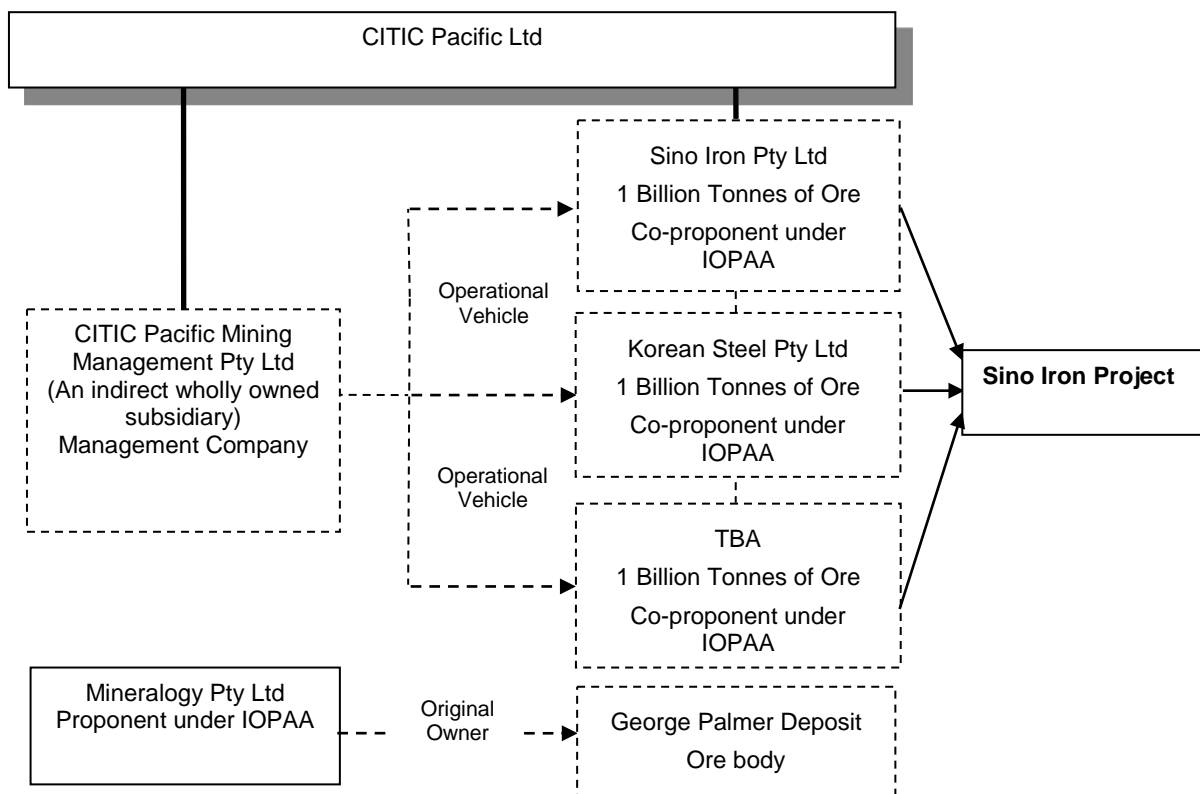 CITIC Pacific Ltd
Sino Iron Pty Ltd
1 Billion Tonnes of Ore
Co-proponent under
IOPAA
Operational
Vehicle
CITIC Pacific Mining
Management Pty Ltd
(An indirect wholly owned
subsidiary)
Management Company
Korean Steel Pty Ltd
1 Billion Tonnes of Ore
Co-proponent under
IOPAA
Sino Iron Project
Operational
Vehicle
TBA
1 Billion Tonnes of Ore
Co-proponent under
IOPAA
Mineralogy Pty Ltd
Proponent under IOPAA
Original
Owner
George Palmer Deposit
Ore body